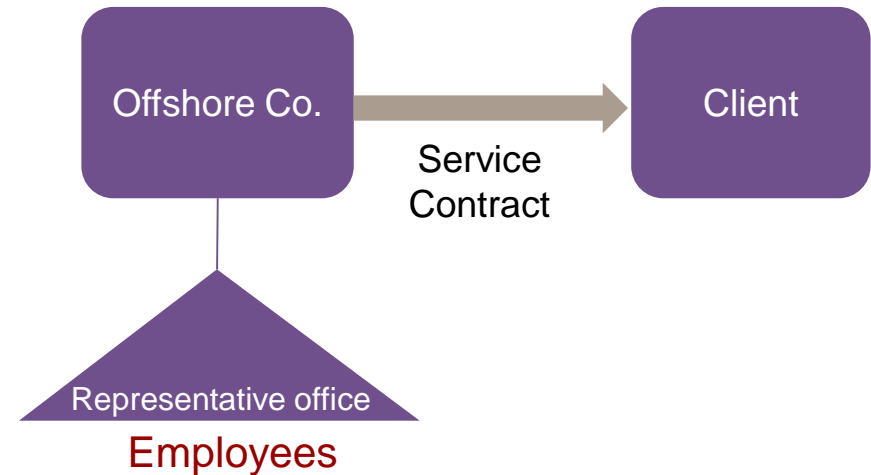 Offshore Co.
Client
Service
Contract
Representative office
Employees